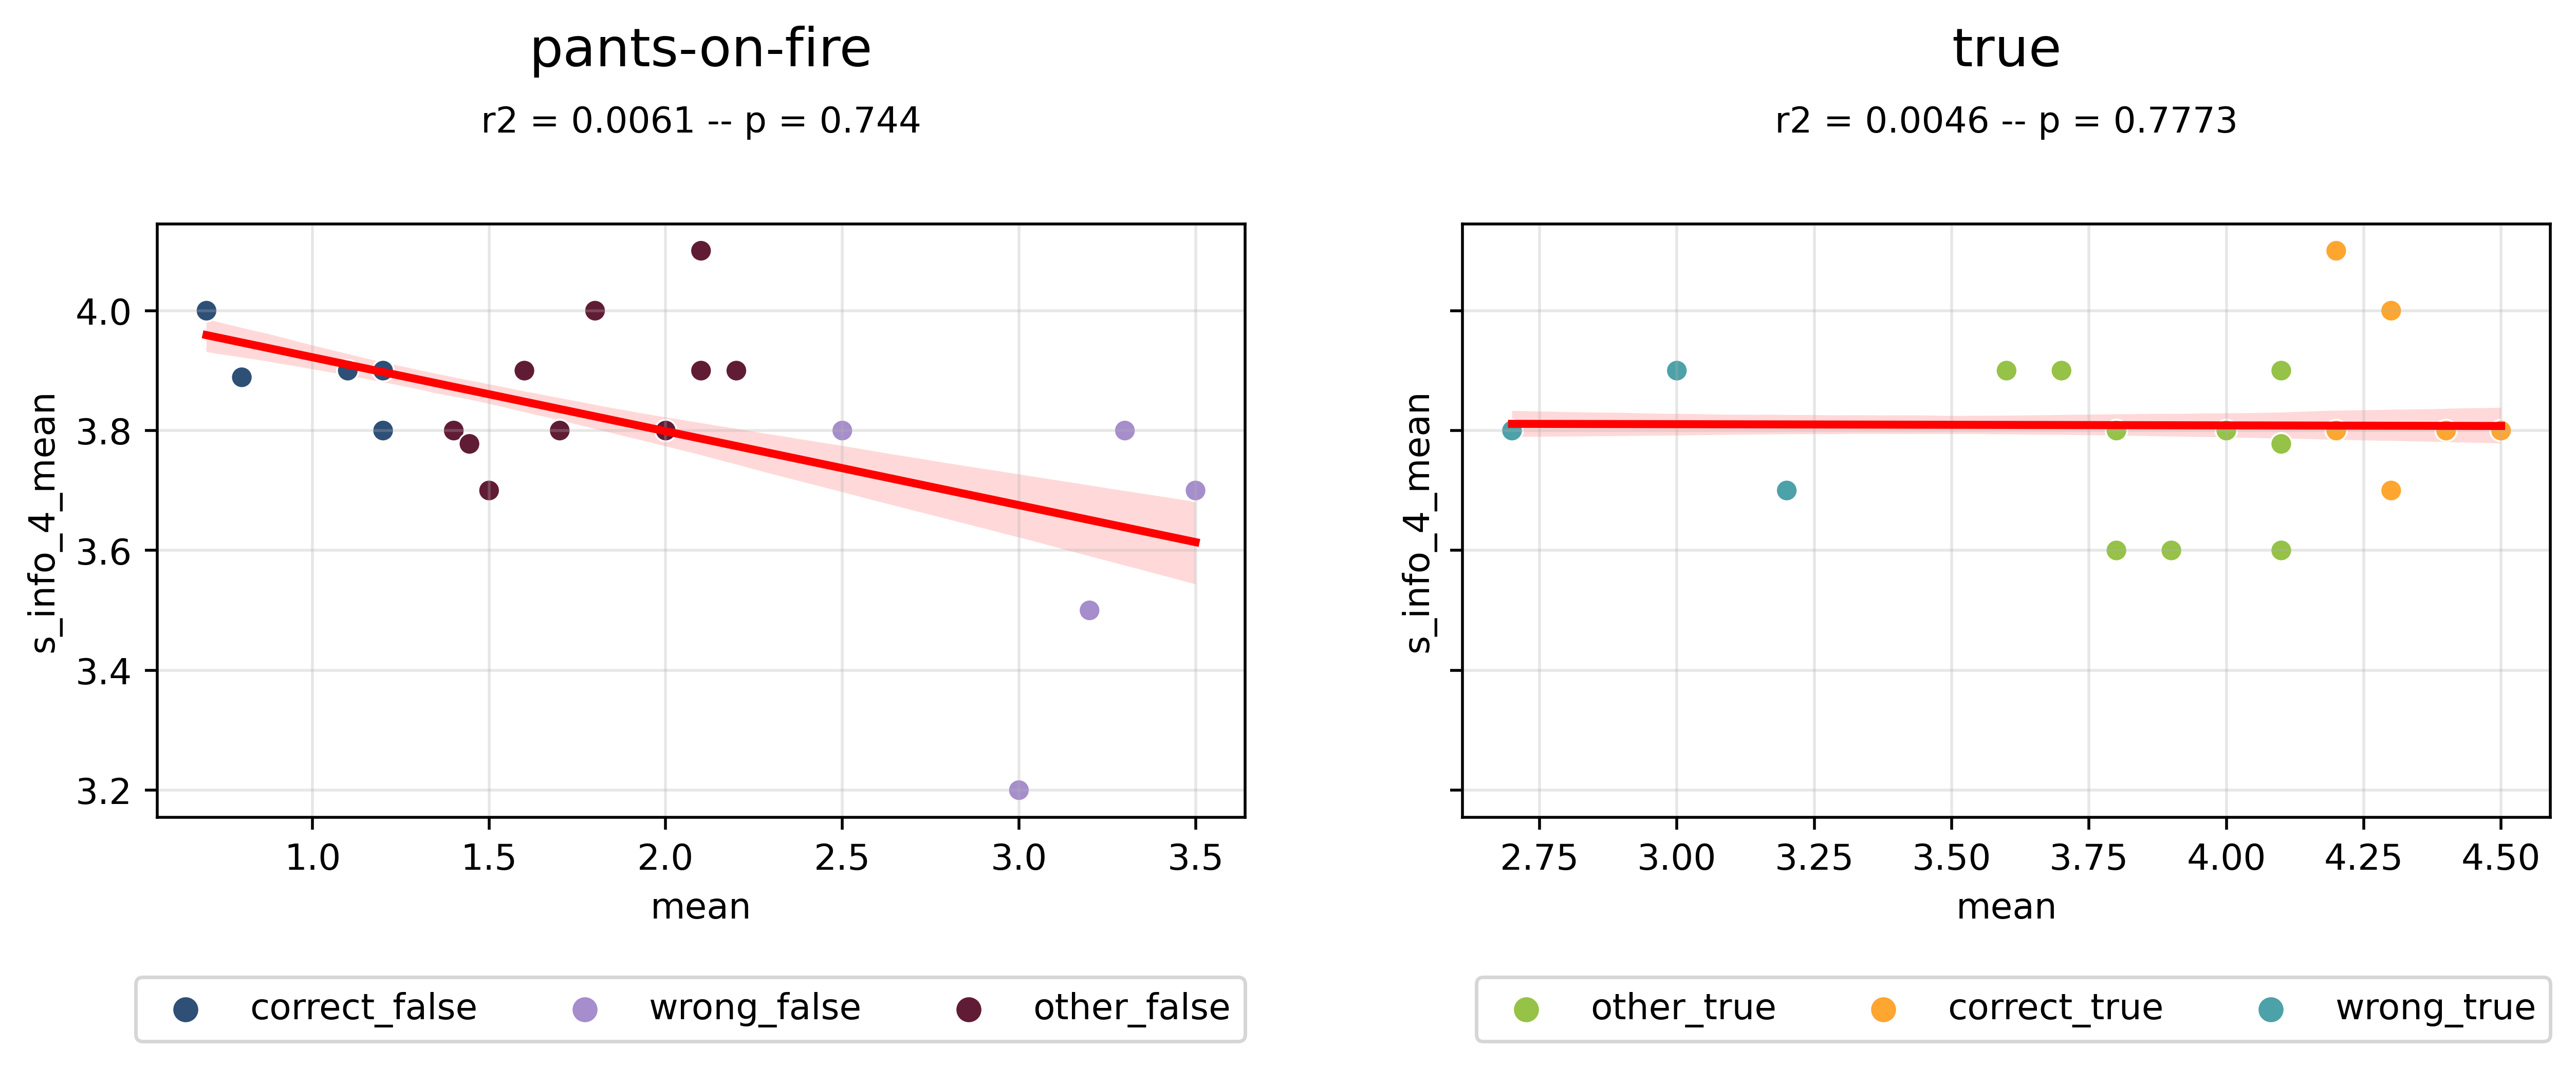 pants-on-fire
r2 = 0.0061 -- p = 0.744
s_info_4_mean
4.0
3.8
3.6
3.4
3.2
1.0 1.5 2.0 2.5 3.0 3.5
mean
correct_false wrong_false other_false
true
r2 = 0.0046 -- p = 0.7773
s_info_4_mean
2.75 3.00 3.25 3.50 3.75 4.00 4.25 4.50
mean
other_true correct_true wrong_true